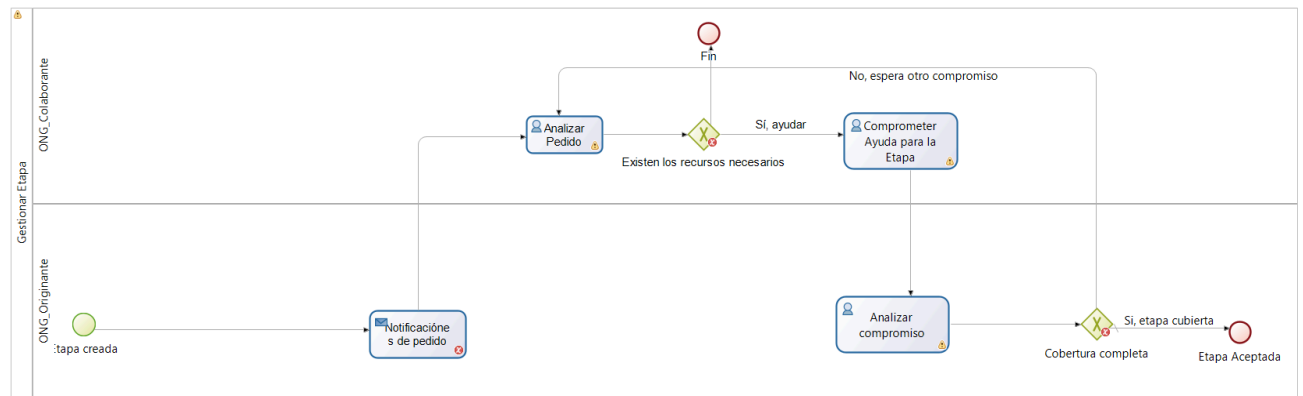 Gestionar Etapa
ONG_Colaborante
Fin
No, espera otro compromiso
Analizar
Pedido
Existen los recursos necesarios
Sí, ayudar
Comprometer
Ayuda para la
Etapa
ONG_Originante
Etapa creada
Notificacióne
s de pedido
Analizar
compromiso
Cobertura completa
Si, etapa cubierta
Etapa Aceptada